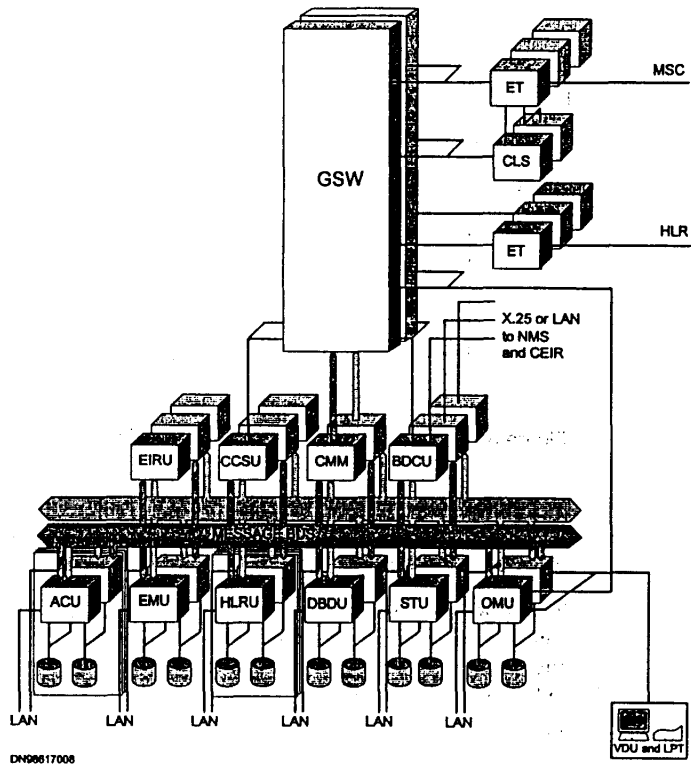 MSC
ET
CLS
GSW
HLR
ET
X.25 or LAN
to NMS
and CEIR
EIRU
CCSU
CMM
BDCU
MESSAGE BUS
ACU
EMU
HLRU
DBDU
STU
OMU
LAN
LAN
LAN
LAN
LAN
LAN
VDU and LPT
DN98617008